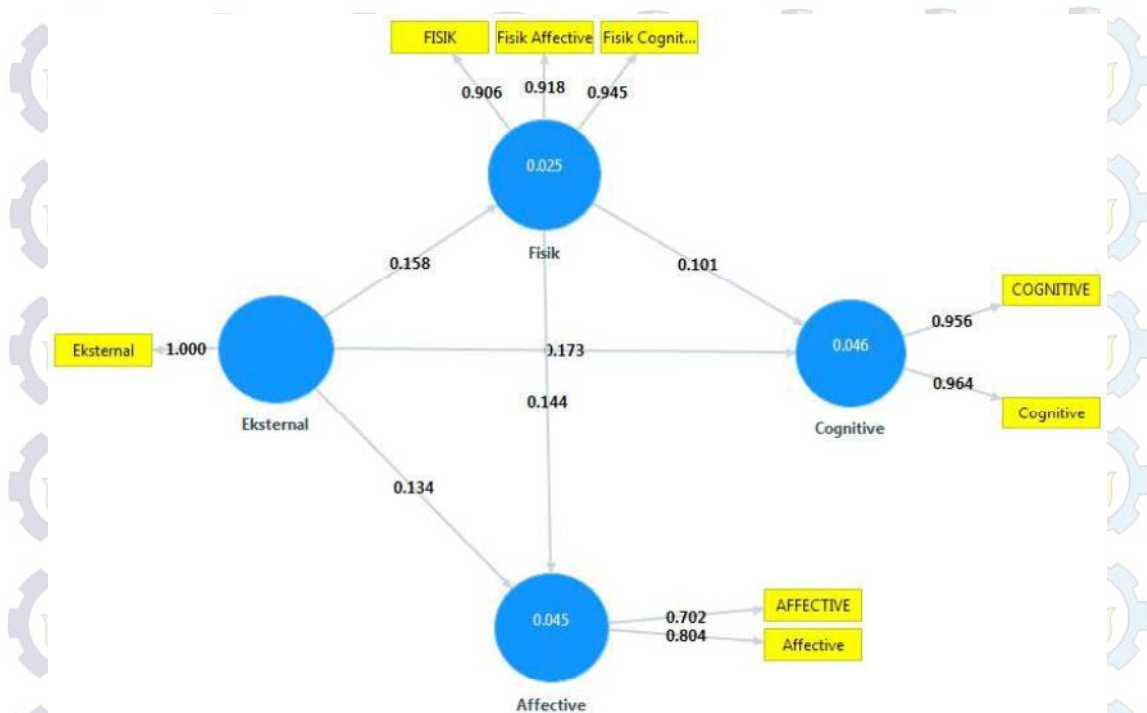 FISIK
Fisik Affective
Fisik Cognit...
0.906
0.918
0.945
0.025
Fisik
0.158
0.101
COGNITIVE
0.956
Eksternal
1.000
0.173
0.046
0.964
0.144
Cognitive
Eksternal
Cognitive
0.134
AFFECTIVE
0.702
0.045
0.804
Affective
Affective